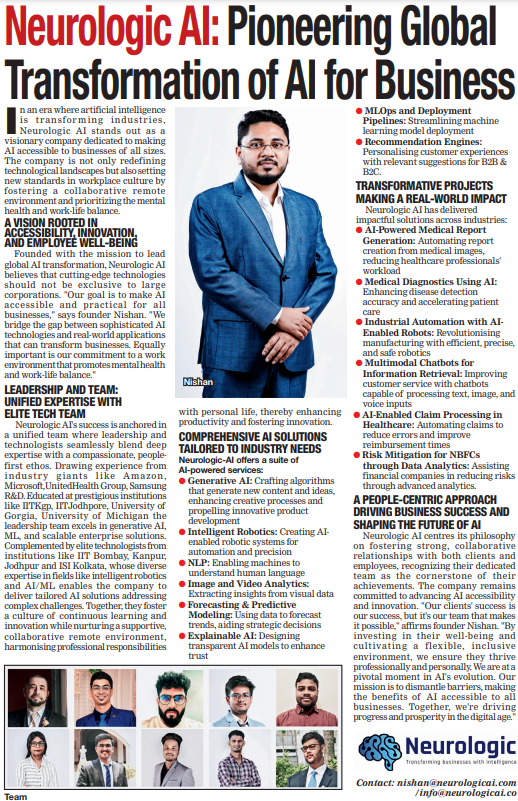 Neurologic AI: Pioneering Global
Transformation of AI for Business
In an era where artificial intelligence
is transforming industries,
Neurologic AI stands out as a
visionary company dedicated to making
AI accessible to businesses of all sizes.
The company is not only redefining
technological landscapes but also setting
new standards in workplace culture by
fostering a collaborative remote
environment and prioritizing the mental
health and work-life balance.
A VISION ROOTED IN
ACCESSIBILITY, INNOVATION,
AND EMPLOYEE WELL-BEING
Founded with the mission to lead
global AI transformation, Neurologic AI
believes that cutting-edge technologies
should not be exclusive to large
corporations. "Our goal is to make AI
accessible and practical for all
businesses," says founder Nishan. "We
bridge the gap between sophisticated AI
technologies and real-world applications
that can transform businesses. Equally
important is our commitment to a work
environment that promotes mental health
and work-life balance."
LEADERSHIP AND TEAM:
UNIFIED EXPERTISE WITH
ELITE TECH TEAM
Neurologic AI's success is anchored in
a unified team where leadership and
technologists seamlessly blend deep
expertise with a compassionate, people-
first ethos. Drawing experience from
industry giants like Amazon,
Microsoft, UnitedHealth Group, Samsung
R&D. Educated at prestigious institutions
like IITKgp, IITJodhpore, University of
Gorgia, University of Michigan the
leadership team excels in generative AI,
ML, and scalable enterprise solutions.
Complemented by elite technologists from
institutions like IIT Bombay, Kanpur,
Jodhpur and ISI Kolkata, whose diverse
expertise in fields like intelligent robotics
and AI/ML enables the company to
deliver tailored AI solutions addressing
complex challenges. Together, they foster
a culture of continuous learning and
innovation while nurturing a supportive,
collaborative remote environment,
harmonising professional responsibilities
Nishan
with personal life, thereby enhancing
productivity and fostering innovation.
COMPREHENSIVE AI SOLUTIONS
TAILORED TO INDUSTRY NEEDS
Neurologic-AI offers a suite of
AI-powered services:
● Generative AI: Crafting algorithms
that generate new content and ideas,
enhancing creative processes and
propelling innovative product
development
● Intelligent Robotics: Creating AI-
enabled robotic systems for
automation and precision
● NLP: Enabling machines to
understand human language
● Image and Video Analytics:
Extracting insights from visual data
● Forecasting & Predictive
Modeling: Using data to forecast
trends, aiding strategic decisions
● Explainable AI: Designing
transparent AI models to enhance
trust
● MLOps and Deployment
Pipelines: Streamlining machine
learning model deployment
● Recommendation Engines:
Personalising customer experiences
with relevant suggestions for B2B &
B2C.
TRANSFORMATIVE PROJECTS
MAKING A REAL-WORLD IMPACT
Neurologic AI has delivered
impactful solutions across industries:
● AI-Powered Medical Report
Generation: Automating report
creation from medical images,
reducing healthcare professionals'
workload
● Medical Diagnostics Using AI:
Enhancing disease detection
accuracy and accelerating patient
care
● Industrial Automation with AI-
Enabled Robots: Revolutionising
manufacturing with efficient, precise,
and safe robotics
● Multimodal Chatbots for
Information Retrieval: Improving
customer service with chatbots
capable of processing text, image, and
voice inputs
● AI-Enabled Claim Processing in
Healthcare: Automating claims to
reduce errors and improve
reimbursement times
● Risk Mitigation for NBFCs
through Data Analytics: Assisting
financial companies in reducing risks
through advanced analytics.
A PEOPLE-CENTRIC APPROACH
DRIVING BUSINESS SUCCESS AND
SHAPING THE FUTURE OF AI
Neurologic AI centres its philosophy
on fostering strong, collaborative
relationships with both clients and
employees, recognizing their dedicated
team as the cornerstone of their
achievements. The company remains
committed to advancing AI accessibility
and innovation. "Our clients' success is
our success, but it's our team that makes
it possible," affirms founder Nishan. "By
investing in their well-being and
cultivating a flexible, inclusive
environment, we ensure they thrive
professionally and personally. We are at a
pivotal moment in AI's evolution. Our
mission is to dismantle barriers, making
the benefits of AI accessible to all
businesses. Together, we're driving
progress and prosperity in the digital age."
Neurologic
Transforming businesses with intelligence
Contact: nishan@neurologicai.com
/info@neurologicai.co
Team